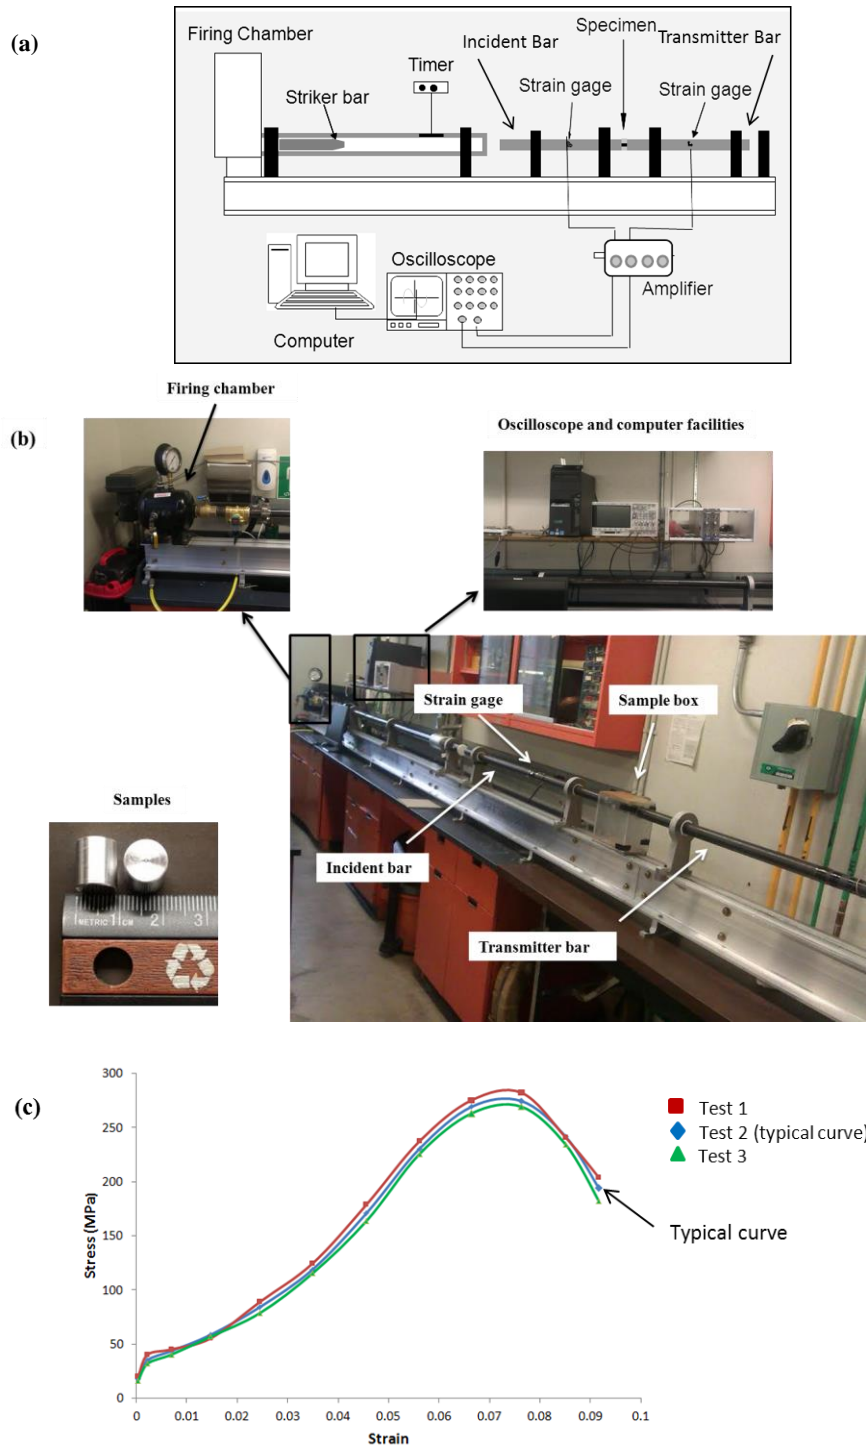 (a)
Firing Chamber
Specimen
Incident Bar
Transmitter Bar
Timer
Strain gage
Strain gage
Striker bar
Oscilloscope
Amplifier
Computer
Firing chamber
(b)
Oscilloscope and computer facilities
Strain gage
Sample box
Samples
Incident bar
METRIC 1 CM 2 3
Transmitter bar
(c)
300
250
200
150
100
50
0
Stress (MPa)
0 0.01 0.02 0.03 0.04 0.05 0.06 0.07 0.08 0.09 0.1
Strain
Test 1
Test 2 (typical curve)
Test 3
Typical curve